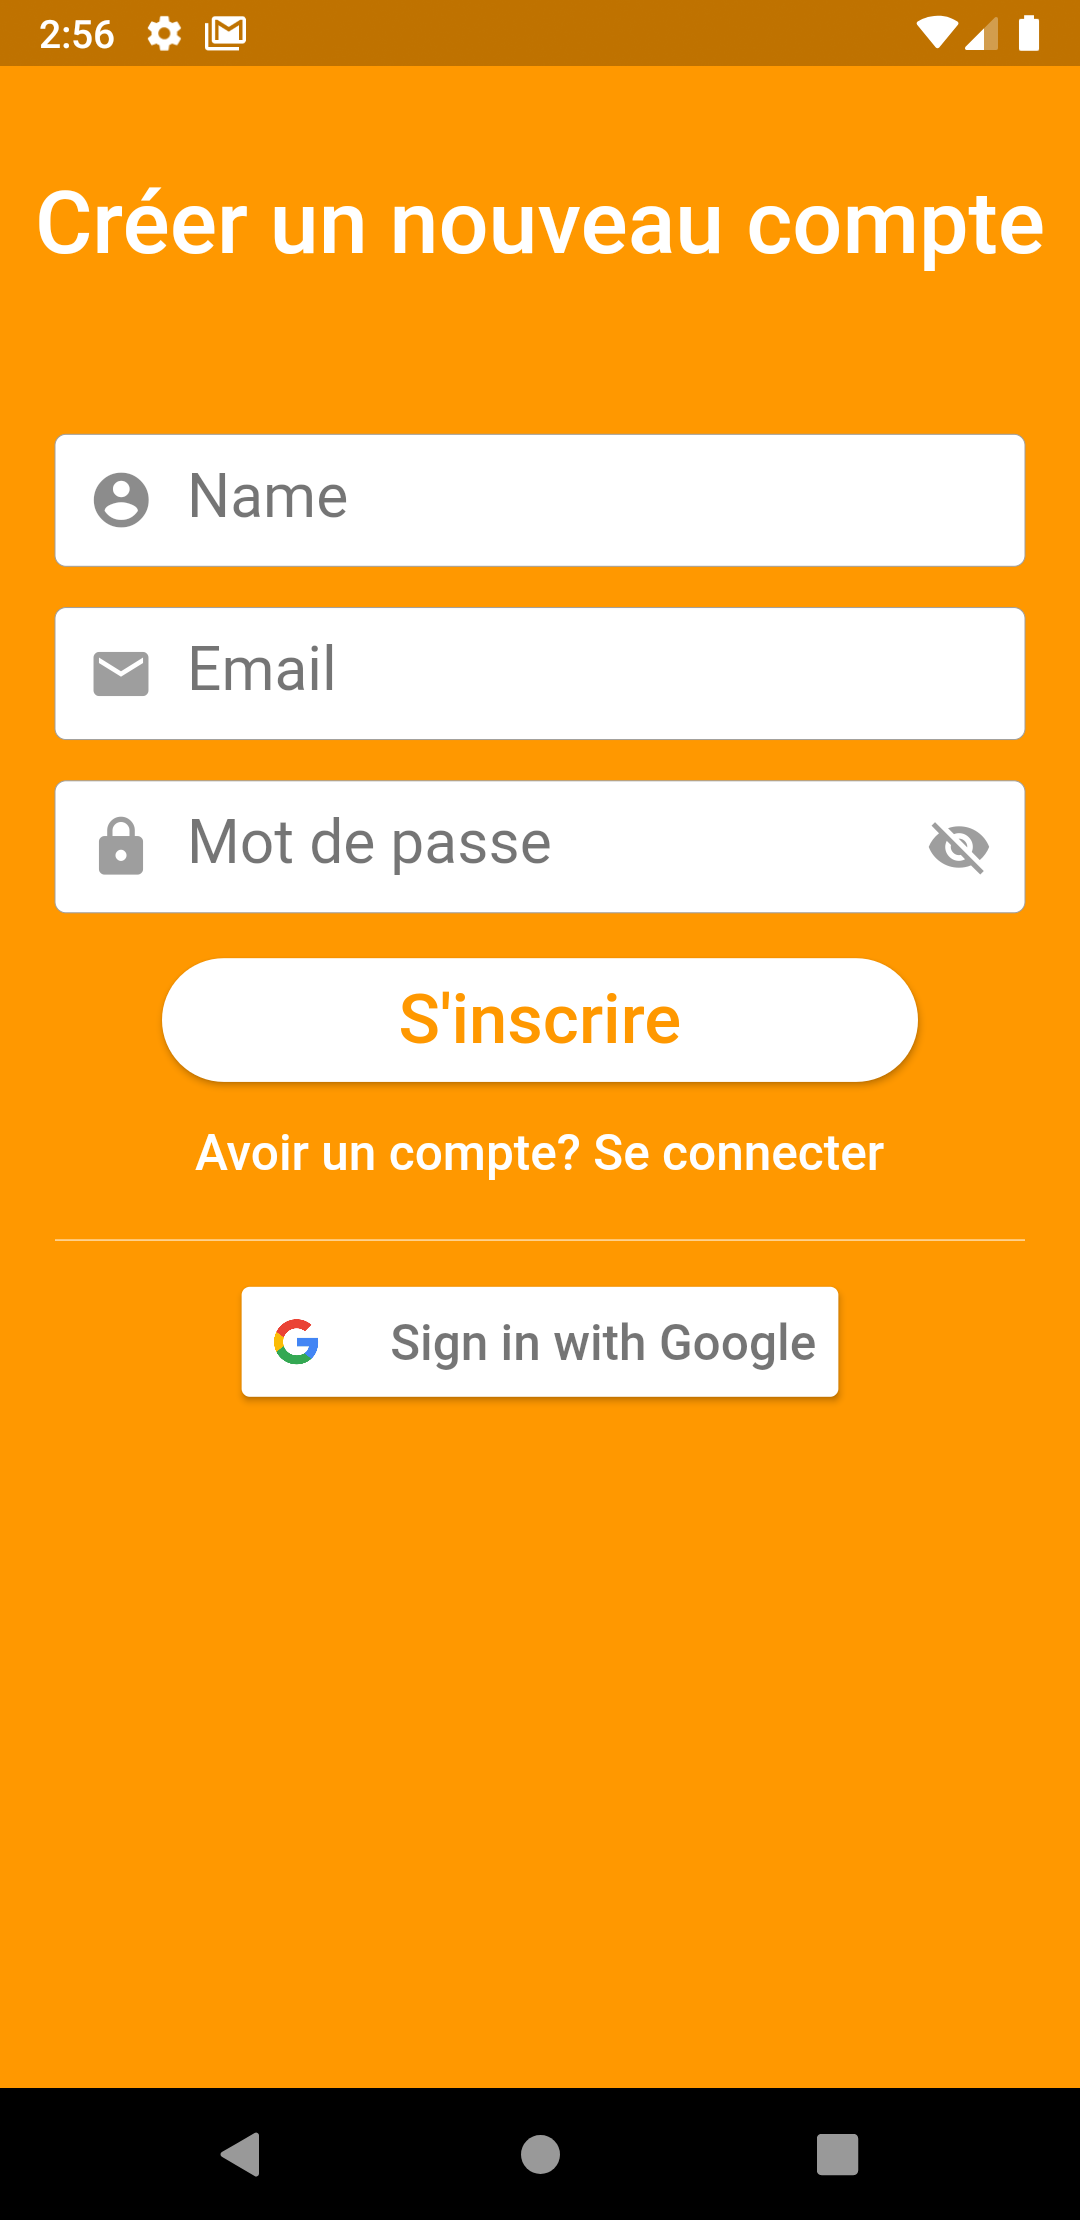 2:56
Créer un nouveau compte
Name
Email
Mot de passe
S'inscrire
Avoir un compte? Se connecter
Sign in with Google